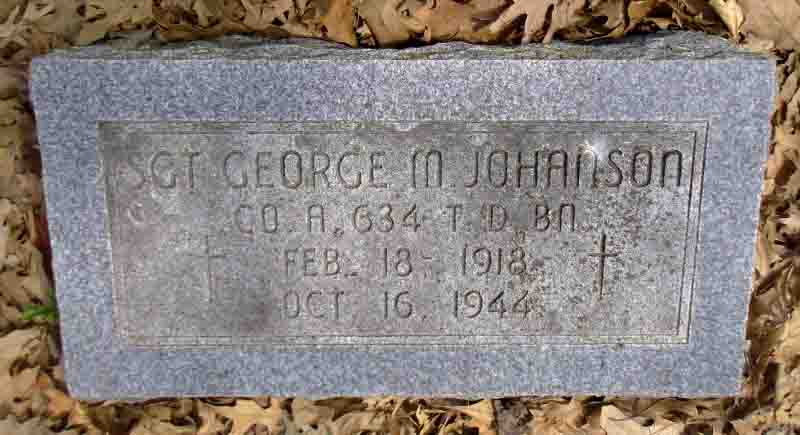 SGT GEORGE M. JOHANSON
CO. A, 634 T. D. BN.
FEB. 18, 1918
OCT. 16, 1944